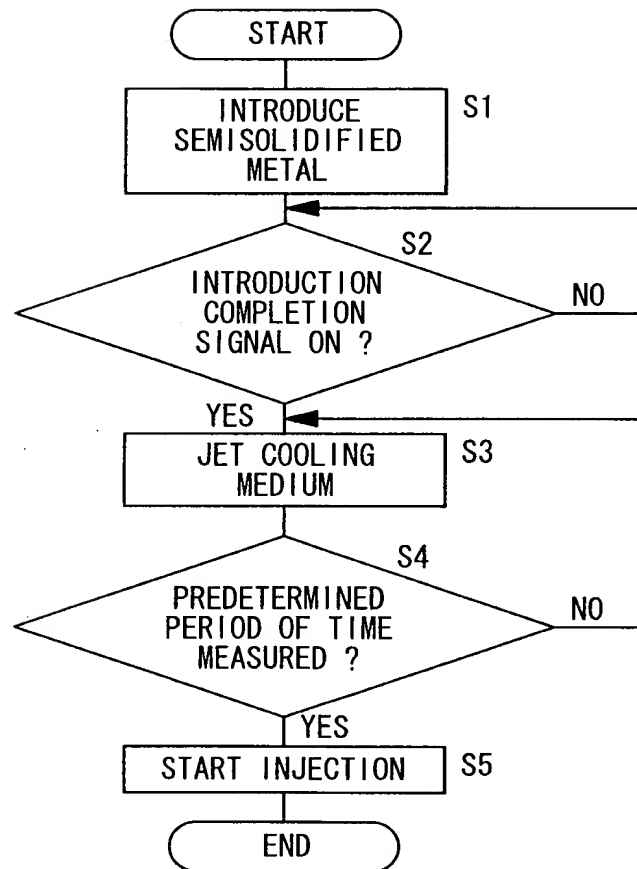 START
INTRODUCE
SEMISOLIDIFIED
METAL
S1
S2
INTRODUCTION
COMPLETION
SIGNAL ON ?
NO
YES
JET COOLING
MEDIUM
S3
S4
PREDETERMINED
PERIOD OF TIME
MEASURED ?
NO
YES
START INJECTION
S5
END